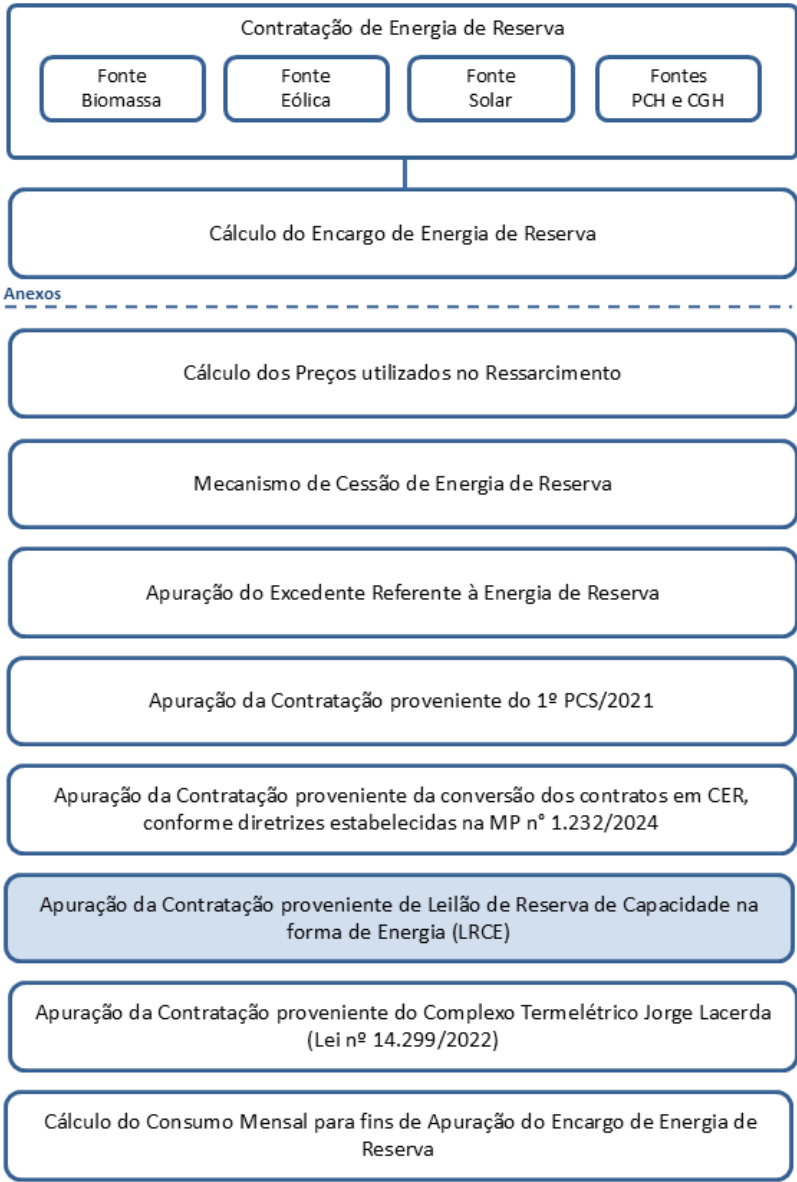 Contratação de Energia de Reserva
Fonte
Biomassa
Fonte
Eólica
Fonte
Solar
Fontes
PCH e CGH
Cálculo do Encargo de Energia de Reserva
Anexos
Cálculo dos Preços utilizados no Ressarcimento
Mecanismo de Cessão de Energia de Reserva
Apuração do Excedente Referente à Energia de Reserva
Apuração da Contratação proveniente do 1º PCS/2021
Apuração da Contratação proveniente da conversão dos contratos em CER,
conforme diretrizes estabelecidas na MP n° 1.232/2024
Apuração da Contratação proveniente de Leilão de Reserva de Capacidade na
forma de Energia (LRCE)
Apuração da Contratação proveniente do Complexo Termelétrico Jorge Lacerda
(Lei nº 14.299/2022)
Cálculo do Consumo Mensal para fins de Apuração do Encargo de Energia de
Reserva